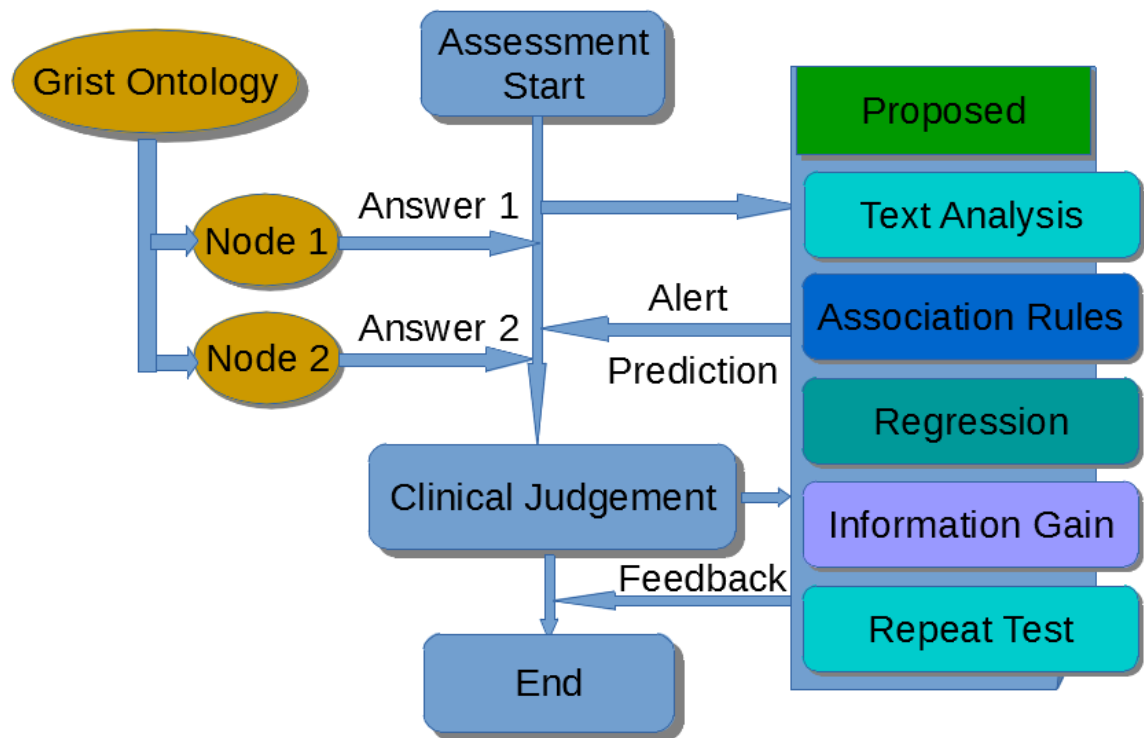 Grist Ontology
Assessment
Start
Proposed
Node 1
Answer 1
Text Analysis
Node 2
Answer 2
Alert
Prediction
Association Rules
Regression
Clinical Judgement
Information Gain
Feedback
Repeat Test
End